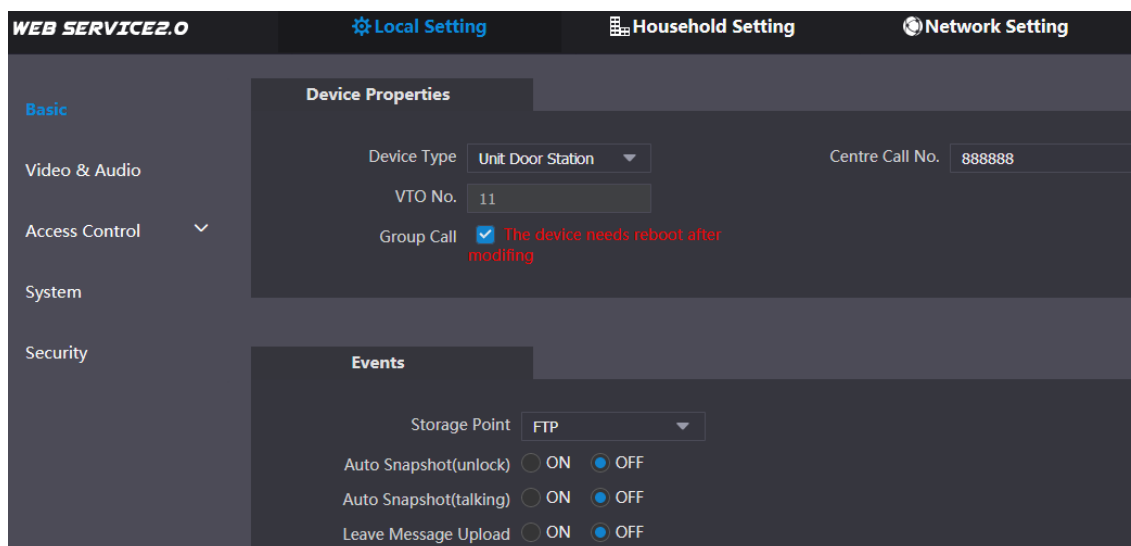 WEB SERVICE2.0 Local Setting Household Setting Network Setting
Basic
Video & Audio
Access Control
System
Security
Device Properties
Device Type Unit Door Station Centre Call No. 888888
VTO No. 11
Group Call The device needs reboot after
modifing
Events
Storage Point FTP
Auto Snapshot(unlock) ON OFF
Auto Snapshot(talking) ON OFF
Leave Message Upload ON OFF